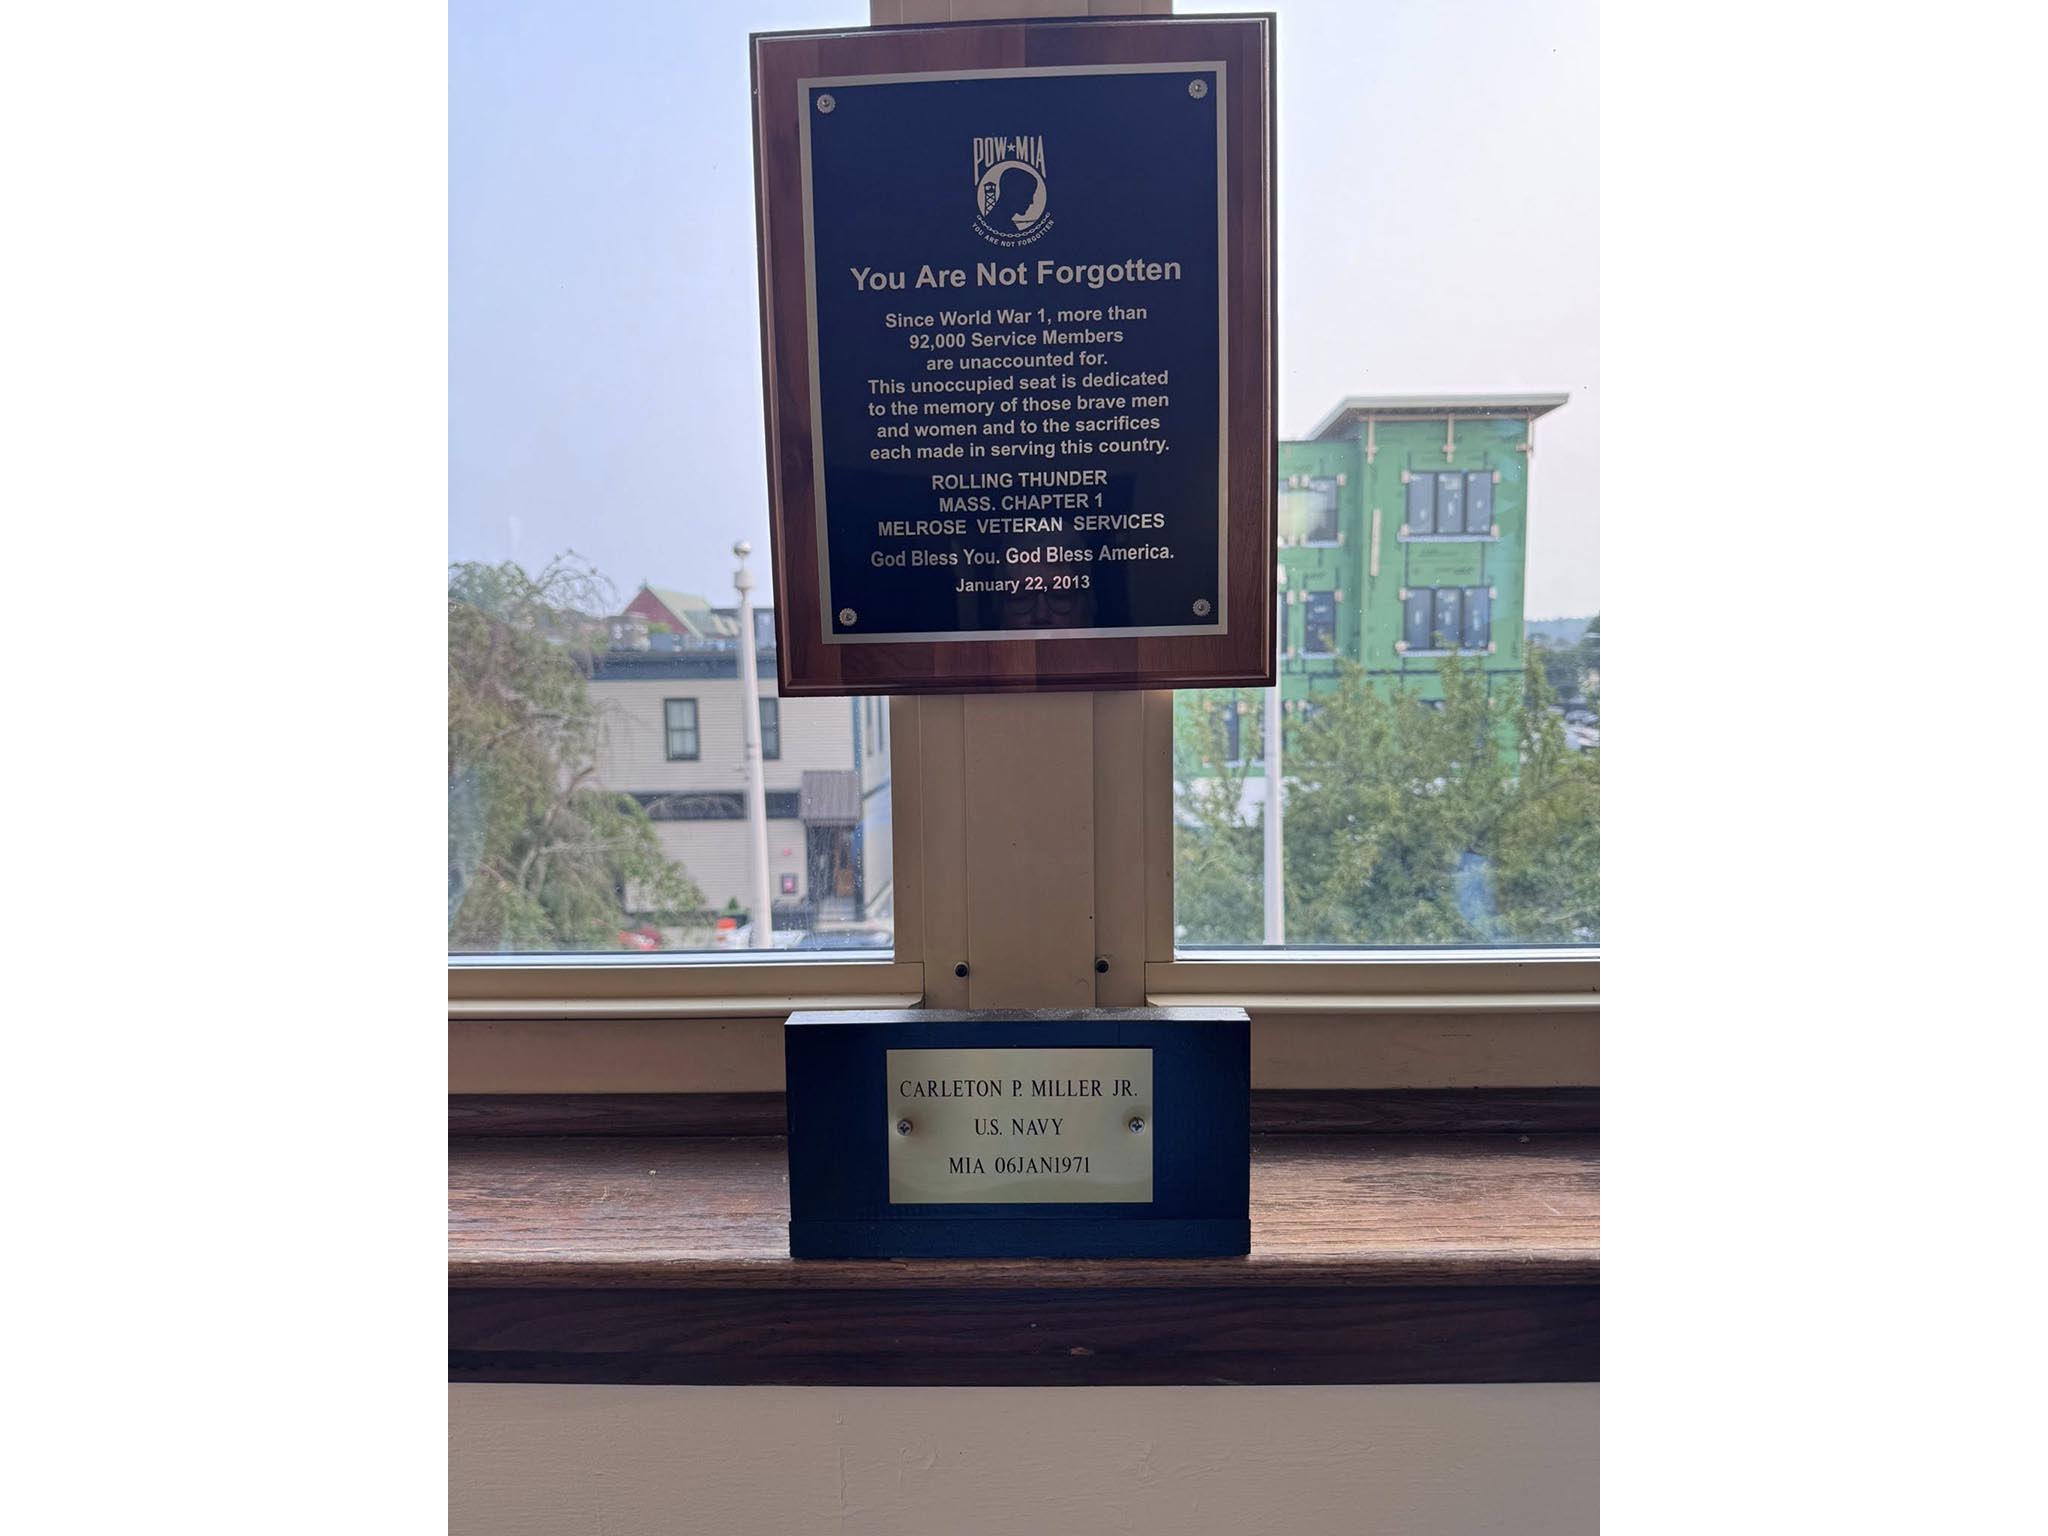 POW★MIA
YOU ARE NOT FORGOTTEN
You Are Not Forgotten
Since World War 1, more than
92,000 Service Members
are unaccounted for.
This unoccupied seat is dedicated
to the memory of those brave men
and women and to the sacrifices
each made in serving this country.
ROLLING THUNDER
MASS. CHAPTER 1
MELROSE VETERAN SERVICES
God Bless You. God Bless America.
January 22, 2013
CARLETON P. MILLER JR.
U.S. NAVY
MIA 06JAN1971